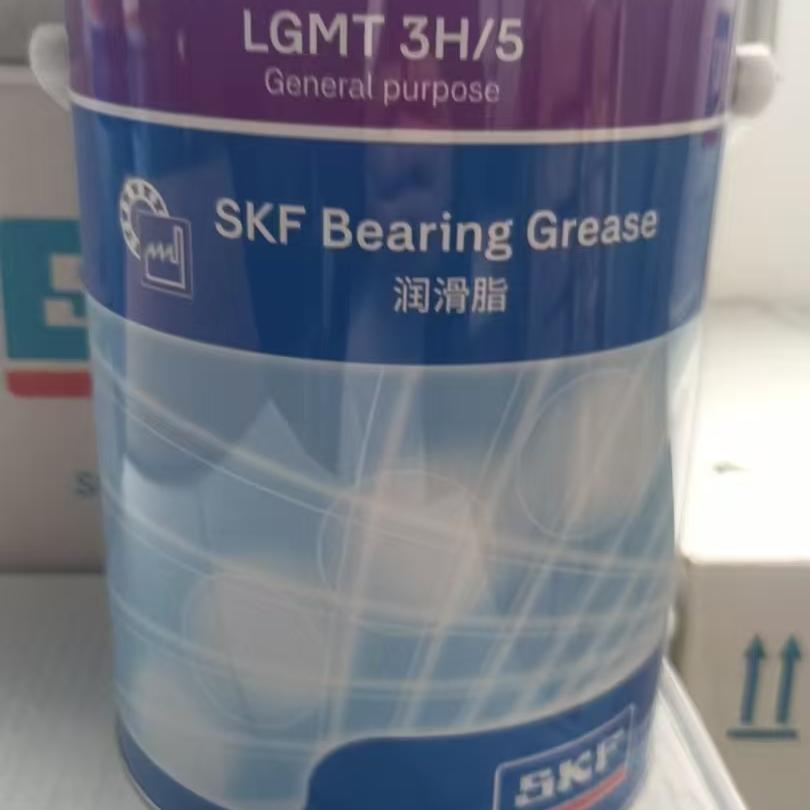 LGMT 3H/5
General purpose
SKF Bearing Grease
润滑脂
SKF